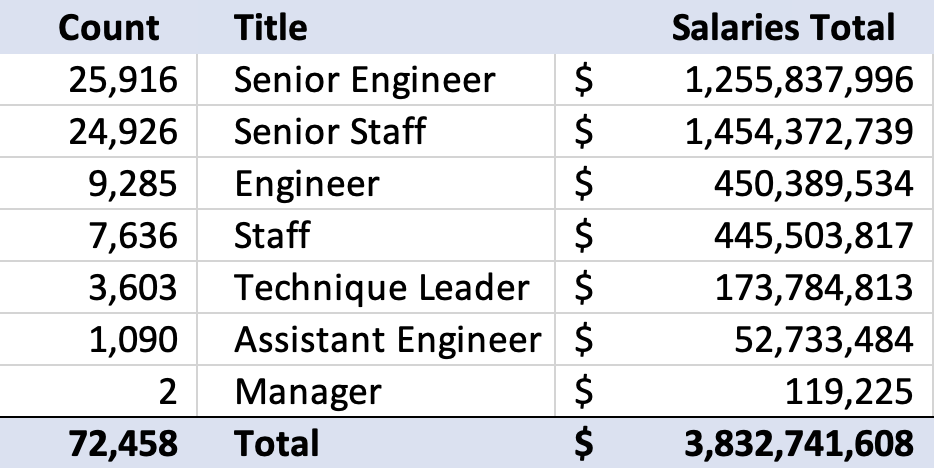 Count Title Salaries Total
25,916 Senior Engineer $ 1,255,837,996
24,926 Senior Staff $ 1,454,372,739
9,285 Engineer $ 450,389,534
7,636 Staff $ 445,503,817
3,603 Technique Leader $ 173,784,813
1,090 Assistant Engineer $ 52,733,484
2 Manager $ 119,225
72,458 Total $ 3,832,741,608